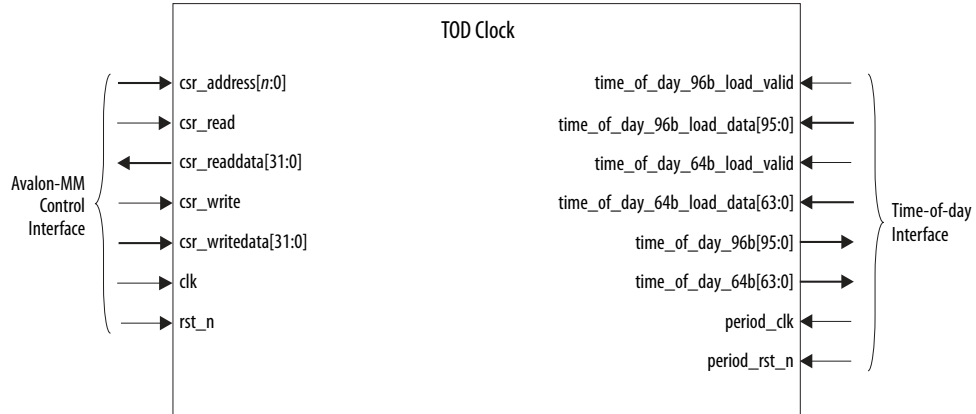 TOD Clock
Avalon-MM
Control
Interface
csr_address[n:0]
csr_read
csr_readdata[31:0]
csr_write
csr_writedata[31:0]
clk
rst_n
time_of_day_96b_load_valid
time_of_day_96b_load_data[95:0]
time_of_day_64b_load_valid
time_of_day_64b_load_data[63:0]
time_of_day_96b[95:0]
time_of_day_64b[63:0]
period_clk
period_rst_n
Time-of-day
Interface